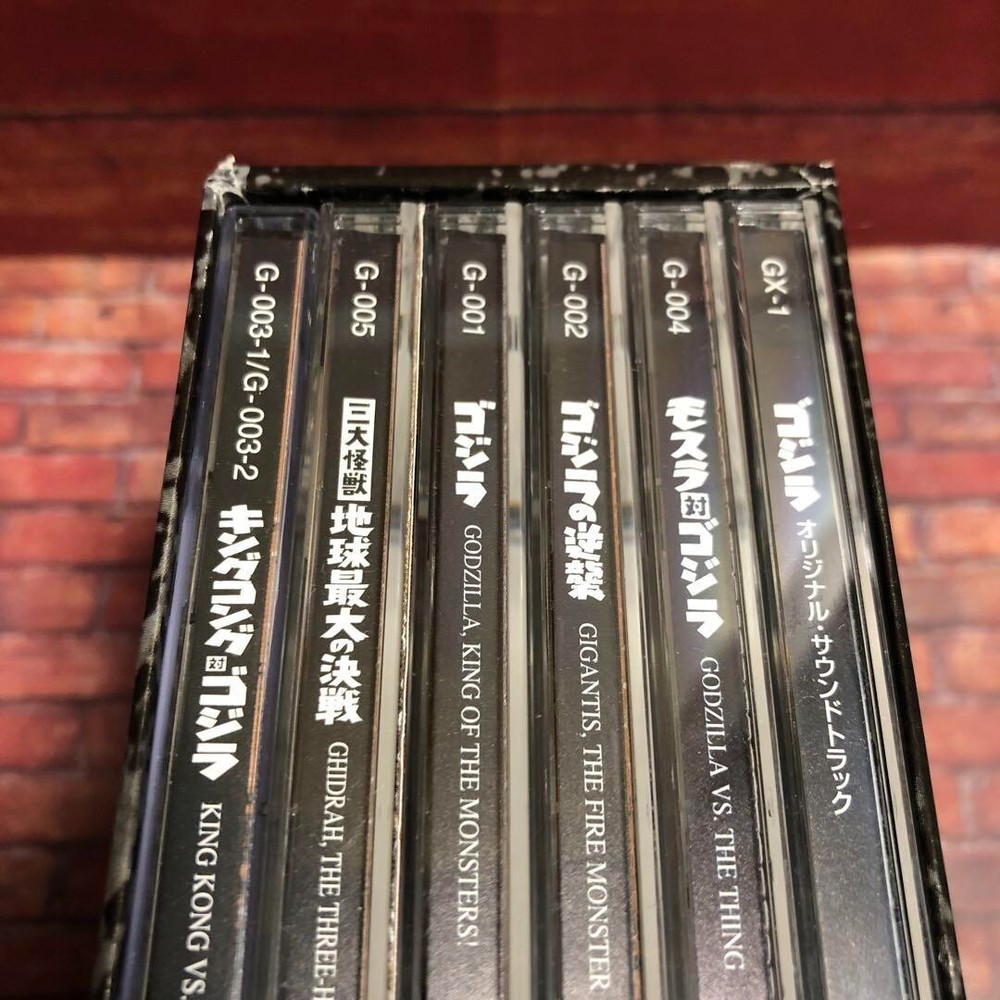 G-003-1/G-003-2 キングコング対ゴジラ KING KONG VS.
G-005 三大怪獣 地球最大の決戦 GHIDRAH, THE THREE-H
G-001 ゴジラ GODZILLA, KING OF THE MONSTERS!
G-002 ゴジラの逆襲 GIGANTIS, THE FIRE MONSTER
G-004 モスラ対ゴジラ GODZILLA VS. THE THING
GX-1 ゴジラ オリジナル・サウンドトラック